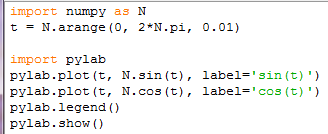 import numpy as N
t = N.arange(0, 2*N.pi, 0.01)
import pylab
pylab.plot(t, N.sin(t), label='sin(t)')
pylab.plot(t, N.cos(t), label='cos(t)')
pylab.legend()
pylab.show()